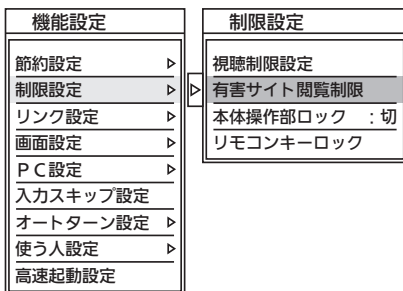 機能設定
節約設定
制限設定
リンク設定
画面設定
ＰＣ設定
入力スキップ設定
オートターン設定
使う人設定
高速起動設定
制限設定
視聴制限設定
有害サイト閲覧制限
本体操作部ロック ：切
リモコンキーロック